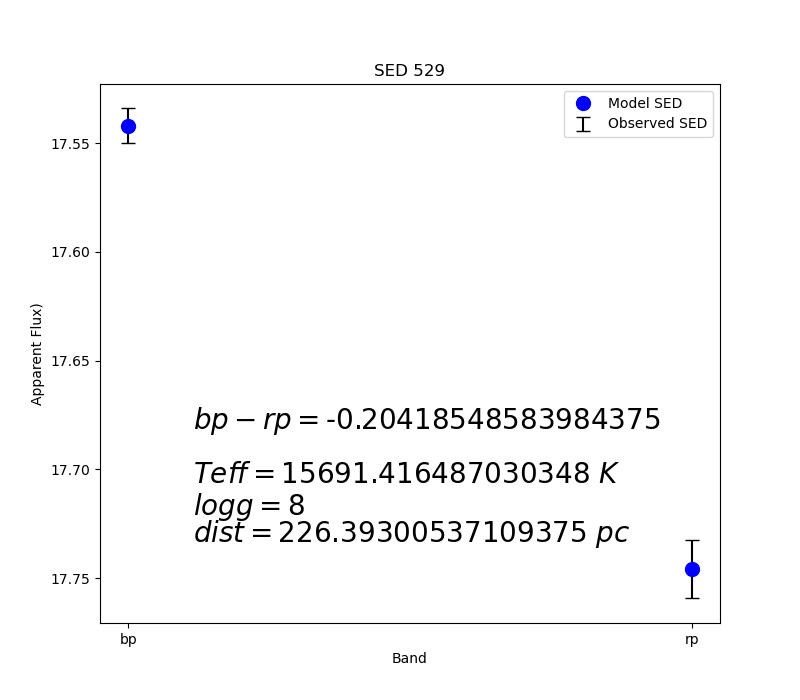 SED 529
Model SED
Observed SED
17.55
17.60
17.65
17.70
17.75
Apparent Flux)
bp − rp = -0.20418548583984375
Teff = 15691.416487030348 K
logg = 8
dist = 226.39300537109375 pc
bp
rp
Band